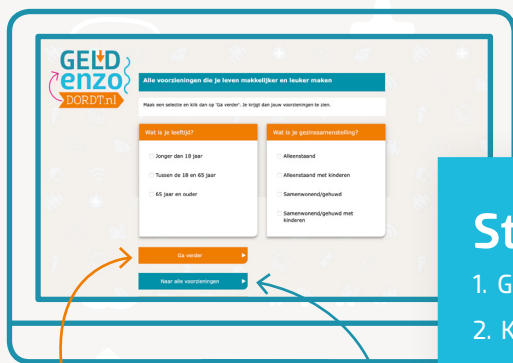 GELD
enzo
DORDT.nl
Alle voorzieningen die je leven makkelijker en leuker maken
Maak een selectie en klik dan op 'Ga verder'. Je krijgt dan jouw voorzieningen te zien.
Wat is je leeftijd?
Jonger dan 18 jaar
Tussen de 18 en 65 jaar
65 jaar en ouder
Wat is je gezinssamenstelling?
Alleenstaand
Alleenstaand met kinderen
Samenwonend/gehuwd
Samenwonend/gehuwd met
kinderen
Ga verder
Naar alle voorzieningen
St
1. G
2. K